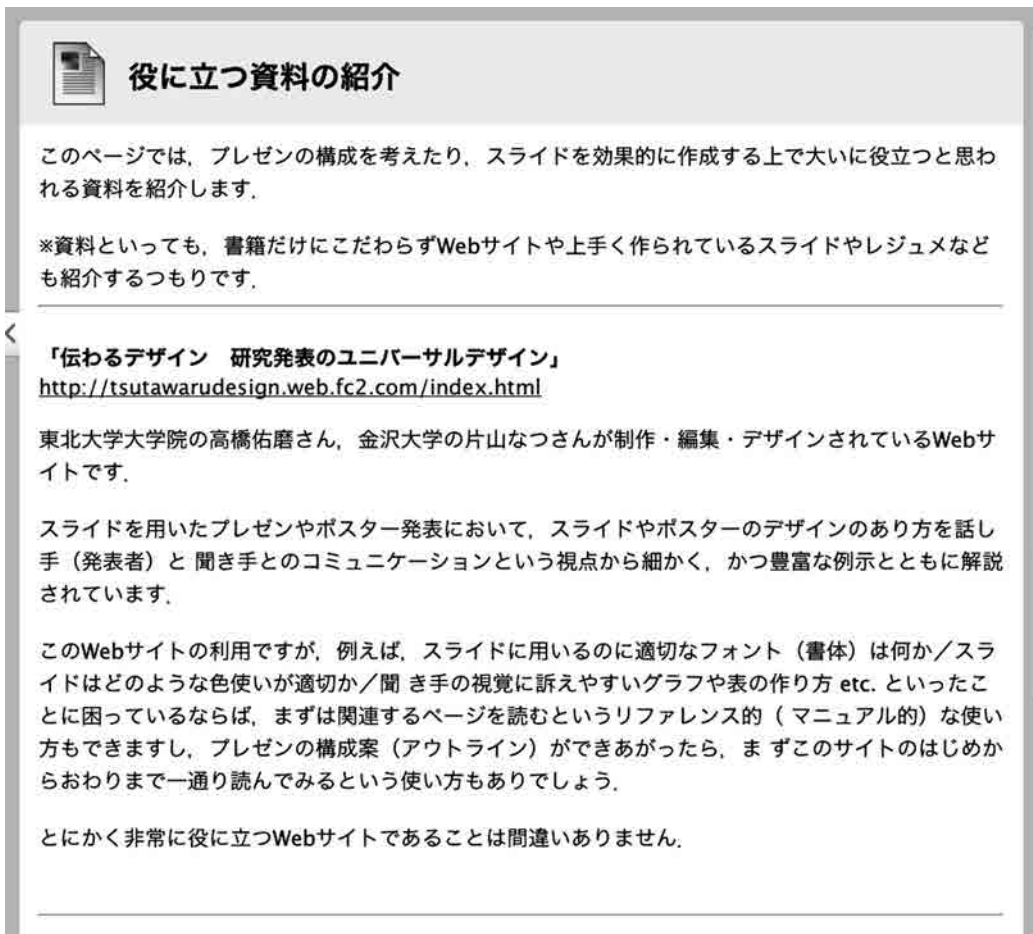 役に立つ資料の紹介
このページでは，プレゼンの構成を考えたり，スライドを効果的に作成する上で大いに役立つと思わ
れる資料を紹介します．
※資料といっても，書籍だけにこだわらずWebサイトや上手く作られているスライドやレジュメなど
も紹介するつもりです．
「伝わるデザイン　研究発表のユニバーサルデザイン」
http://tsutawarudesign.web.fc2.com/index.html
東北大学大学院の高橋佑磨さん，金沢大学の片山なつさんが制作・編集・デザインされているWebサ
イトです．
スライドを用いたプレゼンやポスター発表において，スライドやポスターのデザインのあり方を話し
手（発表者）と 聞き手とのコミュニケーションという視点から細かく，かつ豊富な例示とともに解説
されています．
このWebサイトの利用ですが，例えば，スライドに用いるのに適切なフォント（書体）は何か／スラ
イドはどのような色使いが適切か／聞 き手の視覚に訴えやすいグラフや表の作り方 etc. といったこ
とに困っているならば，まずは関連するページを読むというリファレンス的（ マニュアル的）な使い
方もできますし，プレゼンの構成案（アウトライン）ができあがったら，ま ずこのサイトのはじめか
らおわりまで一通り読んでみるという使い方もありでしょう．
とにかく非常に役に立つWebサイトであることは間違いありません．